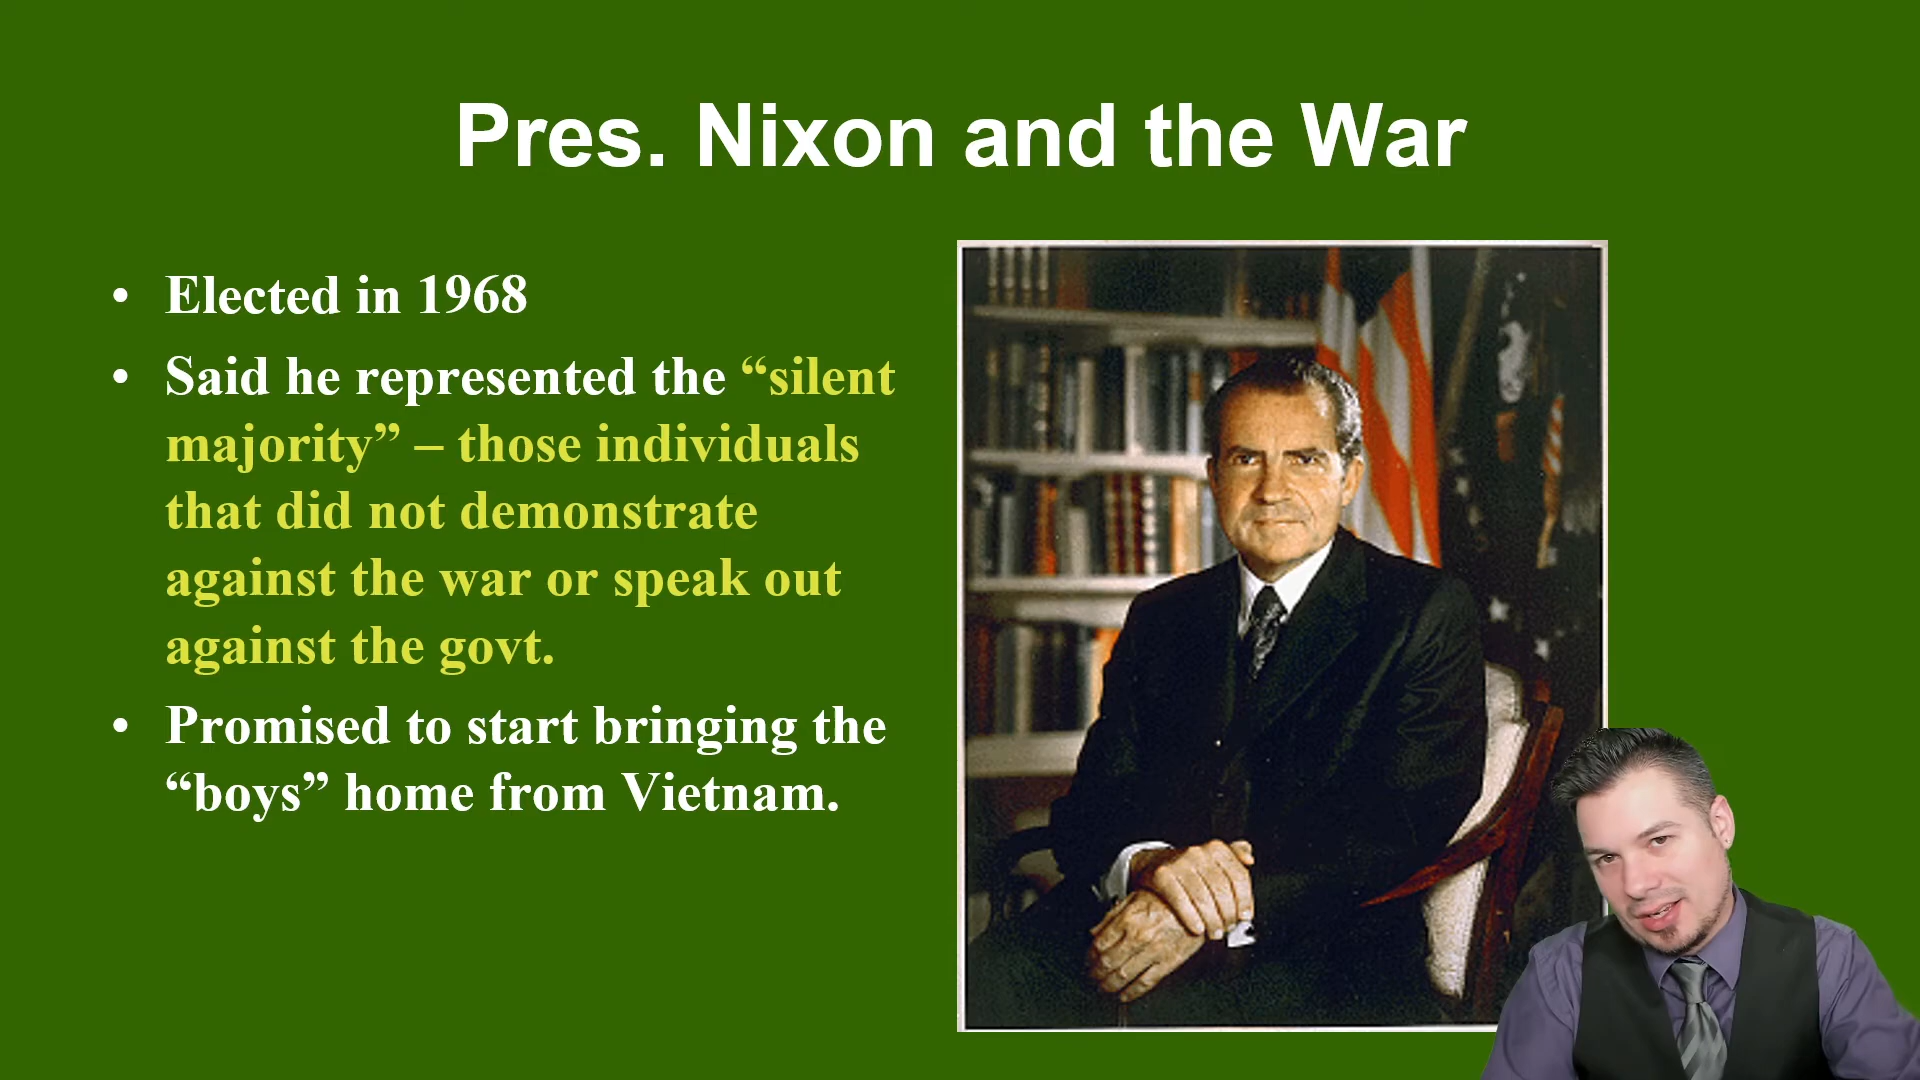 Pres. Nixon and the War
• Elected in 1968
• Said he represented the “silent
majority” – those individuals
that did not demonstrate
against the war or speak out
against the govt.
• Promised to start bringing the
“boys” home from Vietnam.